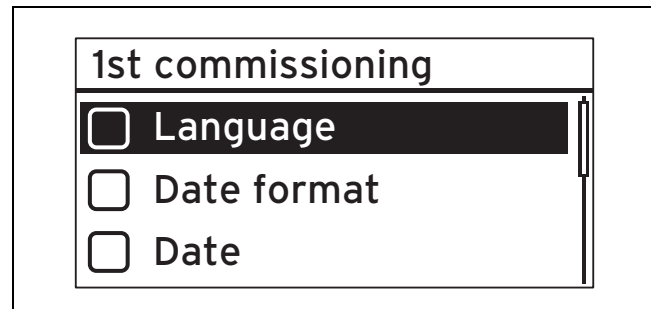 1st commissioning
Language
Date format
Date